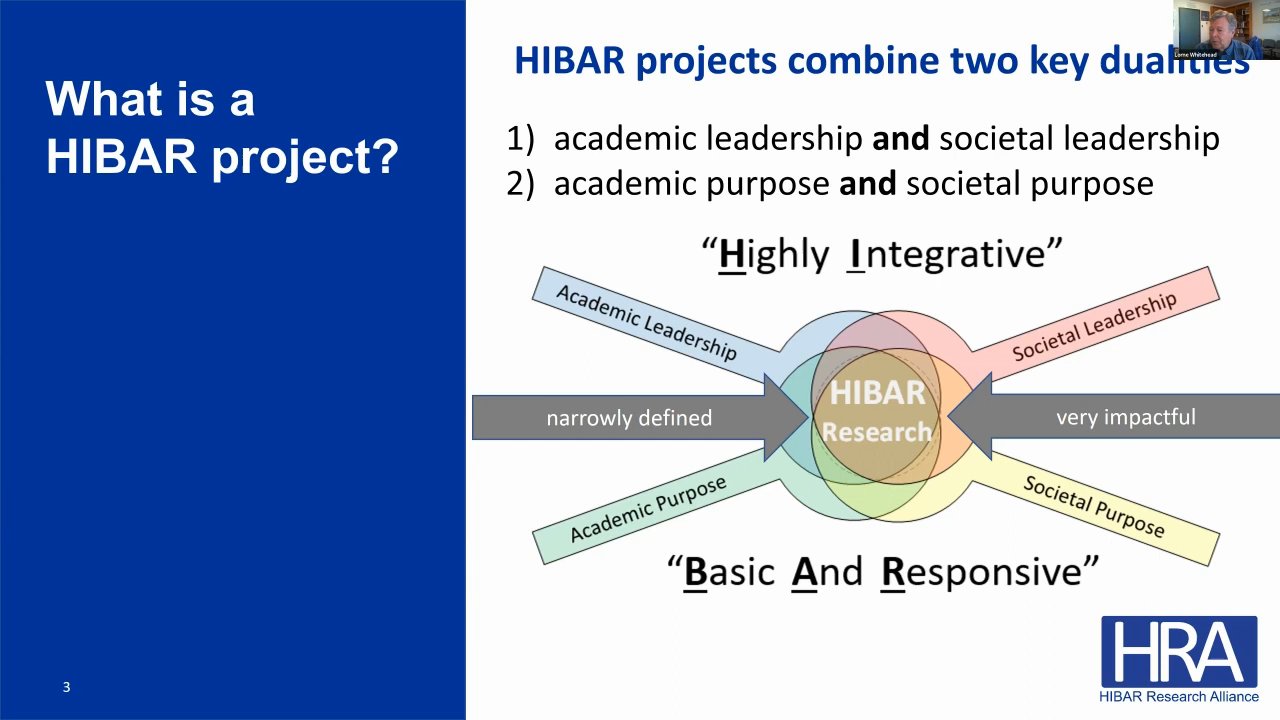 What is a
HIBAR project?
HIBAR projects combine two key dualities
Lorne Whitehead
1) academic leadership and societal leadership
2) academic purpose and societal purpose
“Highly Integrative”
Academic Leadership
Societal Leadership
narrowly defined
HIBAR
Research
very impactful
Academic Purpose
Societal Purpose
“Basic And Responsive”
HRA
HIBAR Research Alliance
3